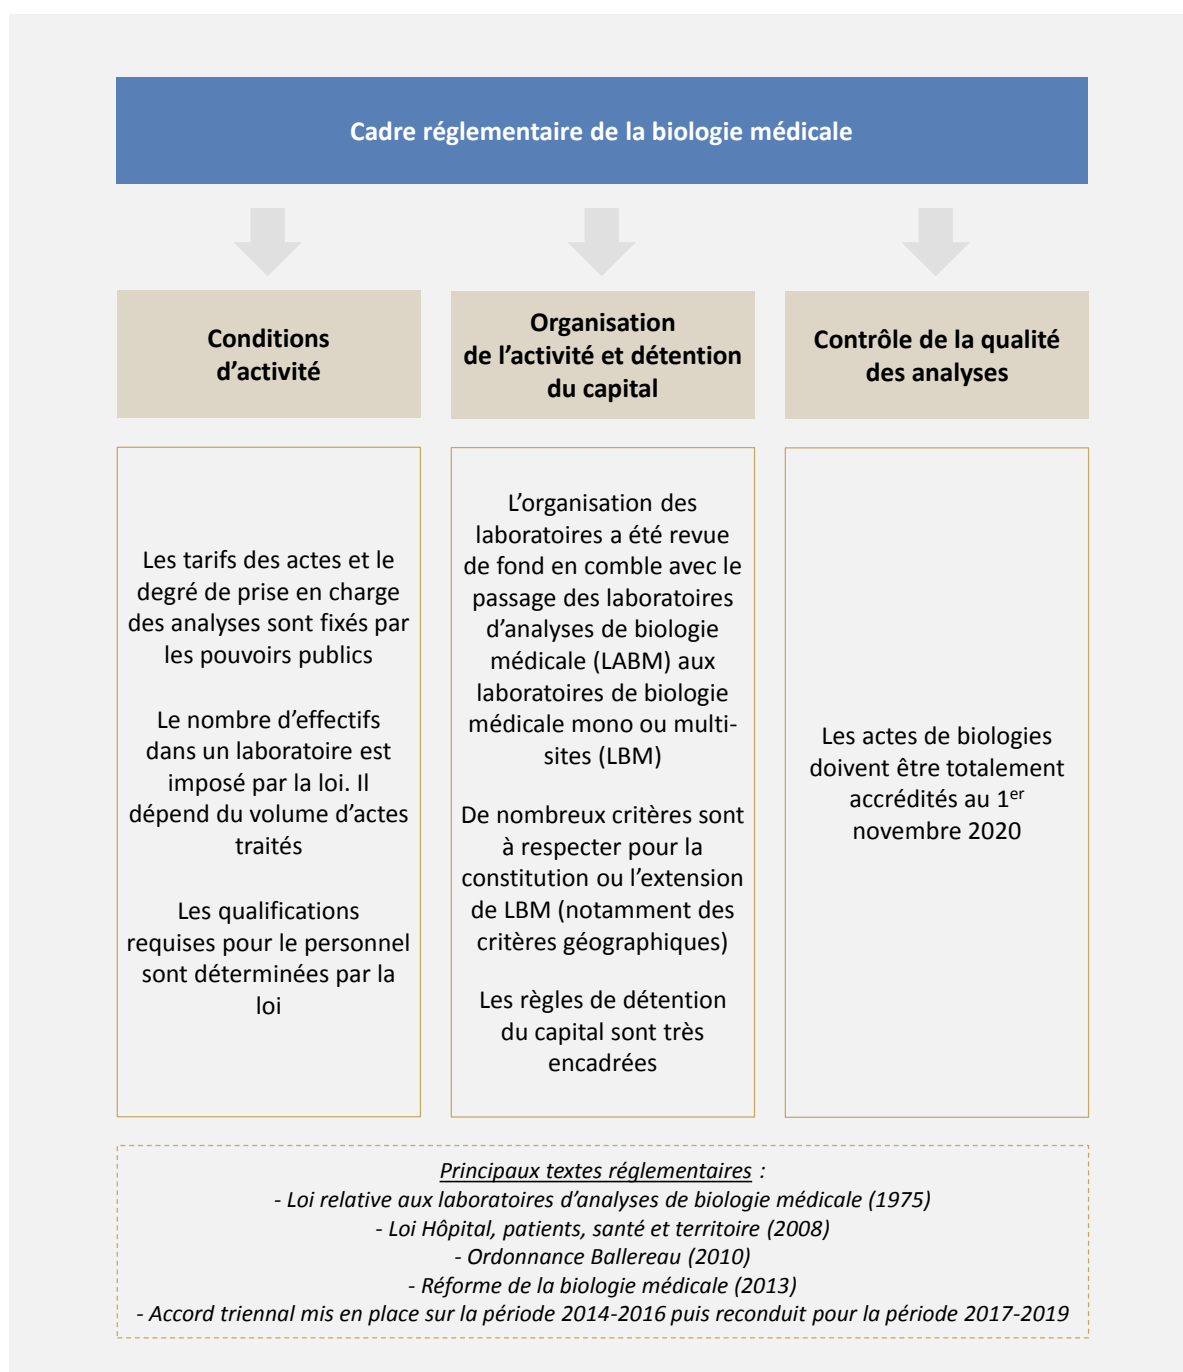 Cadre réglementaire de la biologie médicale
Conditions
d’activité
Organisation
de l’activité et détention
du capital
Contrôle de la qualité
des analyses
Les tarifs des actes et le
degré de prise en charge
des analyses sont fixés par
les pouvoirs publics
Le nombre d’effectifs
dans un laboratoire est
imposé par la loi. Il
dépend du volume d’actes
traités
Les qualifications
requises pour le personnel
sont déterminées par la
loi
L’organisation des
laboratoires a été revue
de fond en comble avec le
passage des laboratoires
d’analyses de biologie
médicale (LABM) aux
laboratoires de biologie
médicale mono ou multi-
sites (LBM)
De nombreux critères sont
à respecter pour la
constitution ou l’extension
de LBM (notamment des
critères géographiques)
Les règles de détention
du capital sont très
encadrées
Les actes de biologies
doivent être totalement
accrédités au 1er
novembre 2020
Principaux textes réglementaires :
- Loi relative aux laboratoires d’analyses de biologie médicale (1975)
- Loi Hôpital, patients, santé et territoire (2008)
- Ordonnance Ballereau (2010)
- Réforme de la biologie médicale (2013)
- Accord triennal mis en place sur la période 2014-2016 puis reconduit pour la période 2017-2019